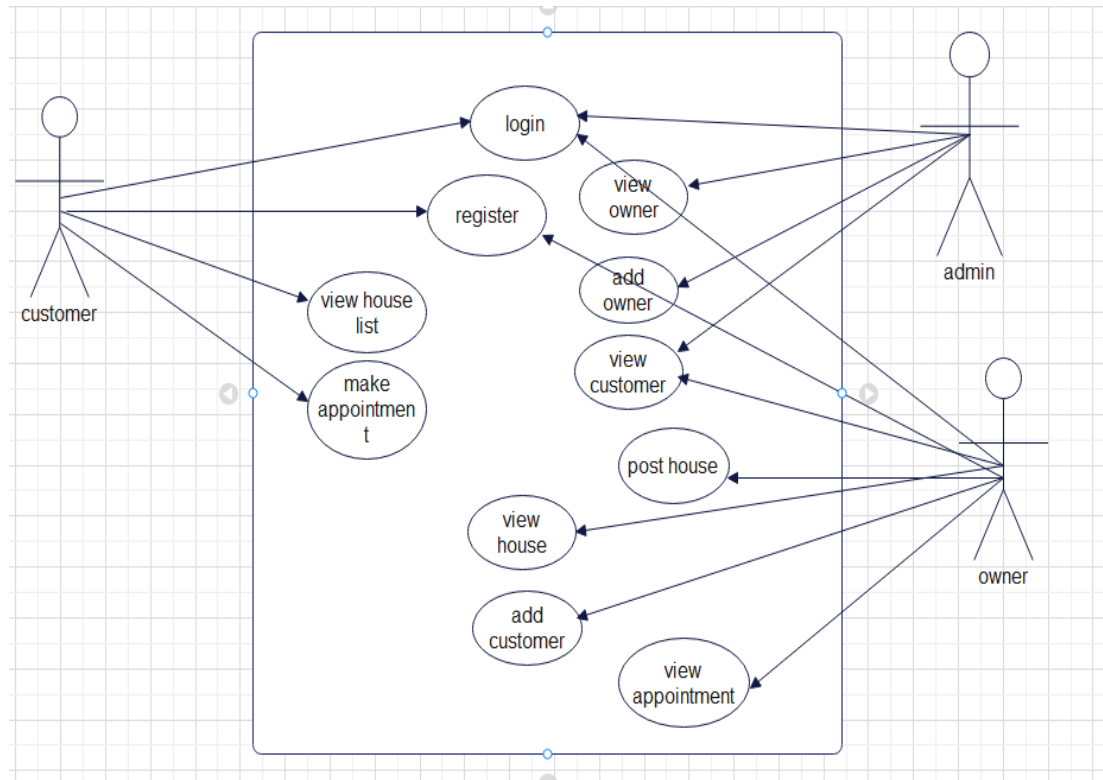 login
view
owner
register
admin
add
owner
view house
list
customer
view
customer
make
appointmen
t
post house
view
house
owner
add
customer
view
appointment